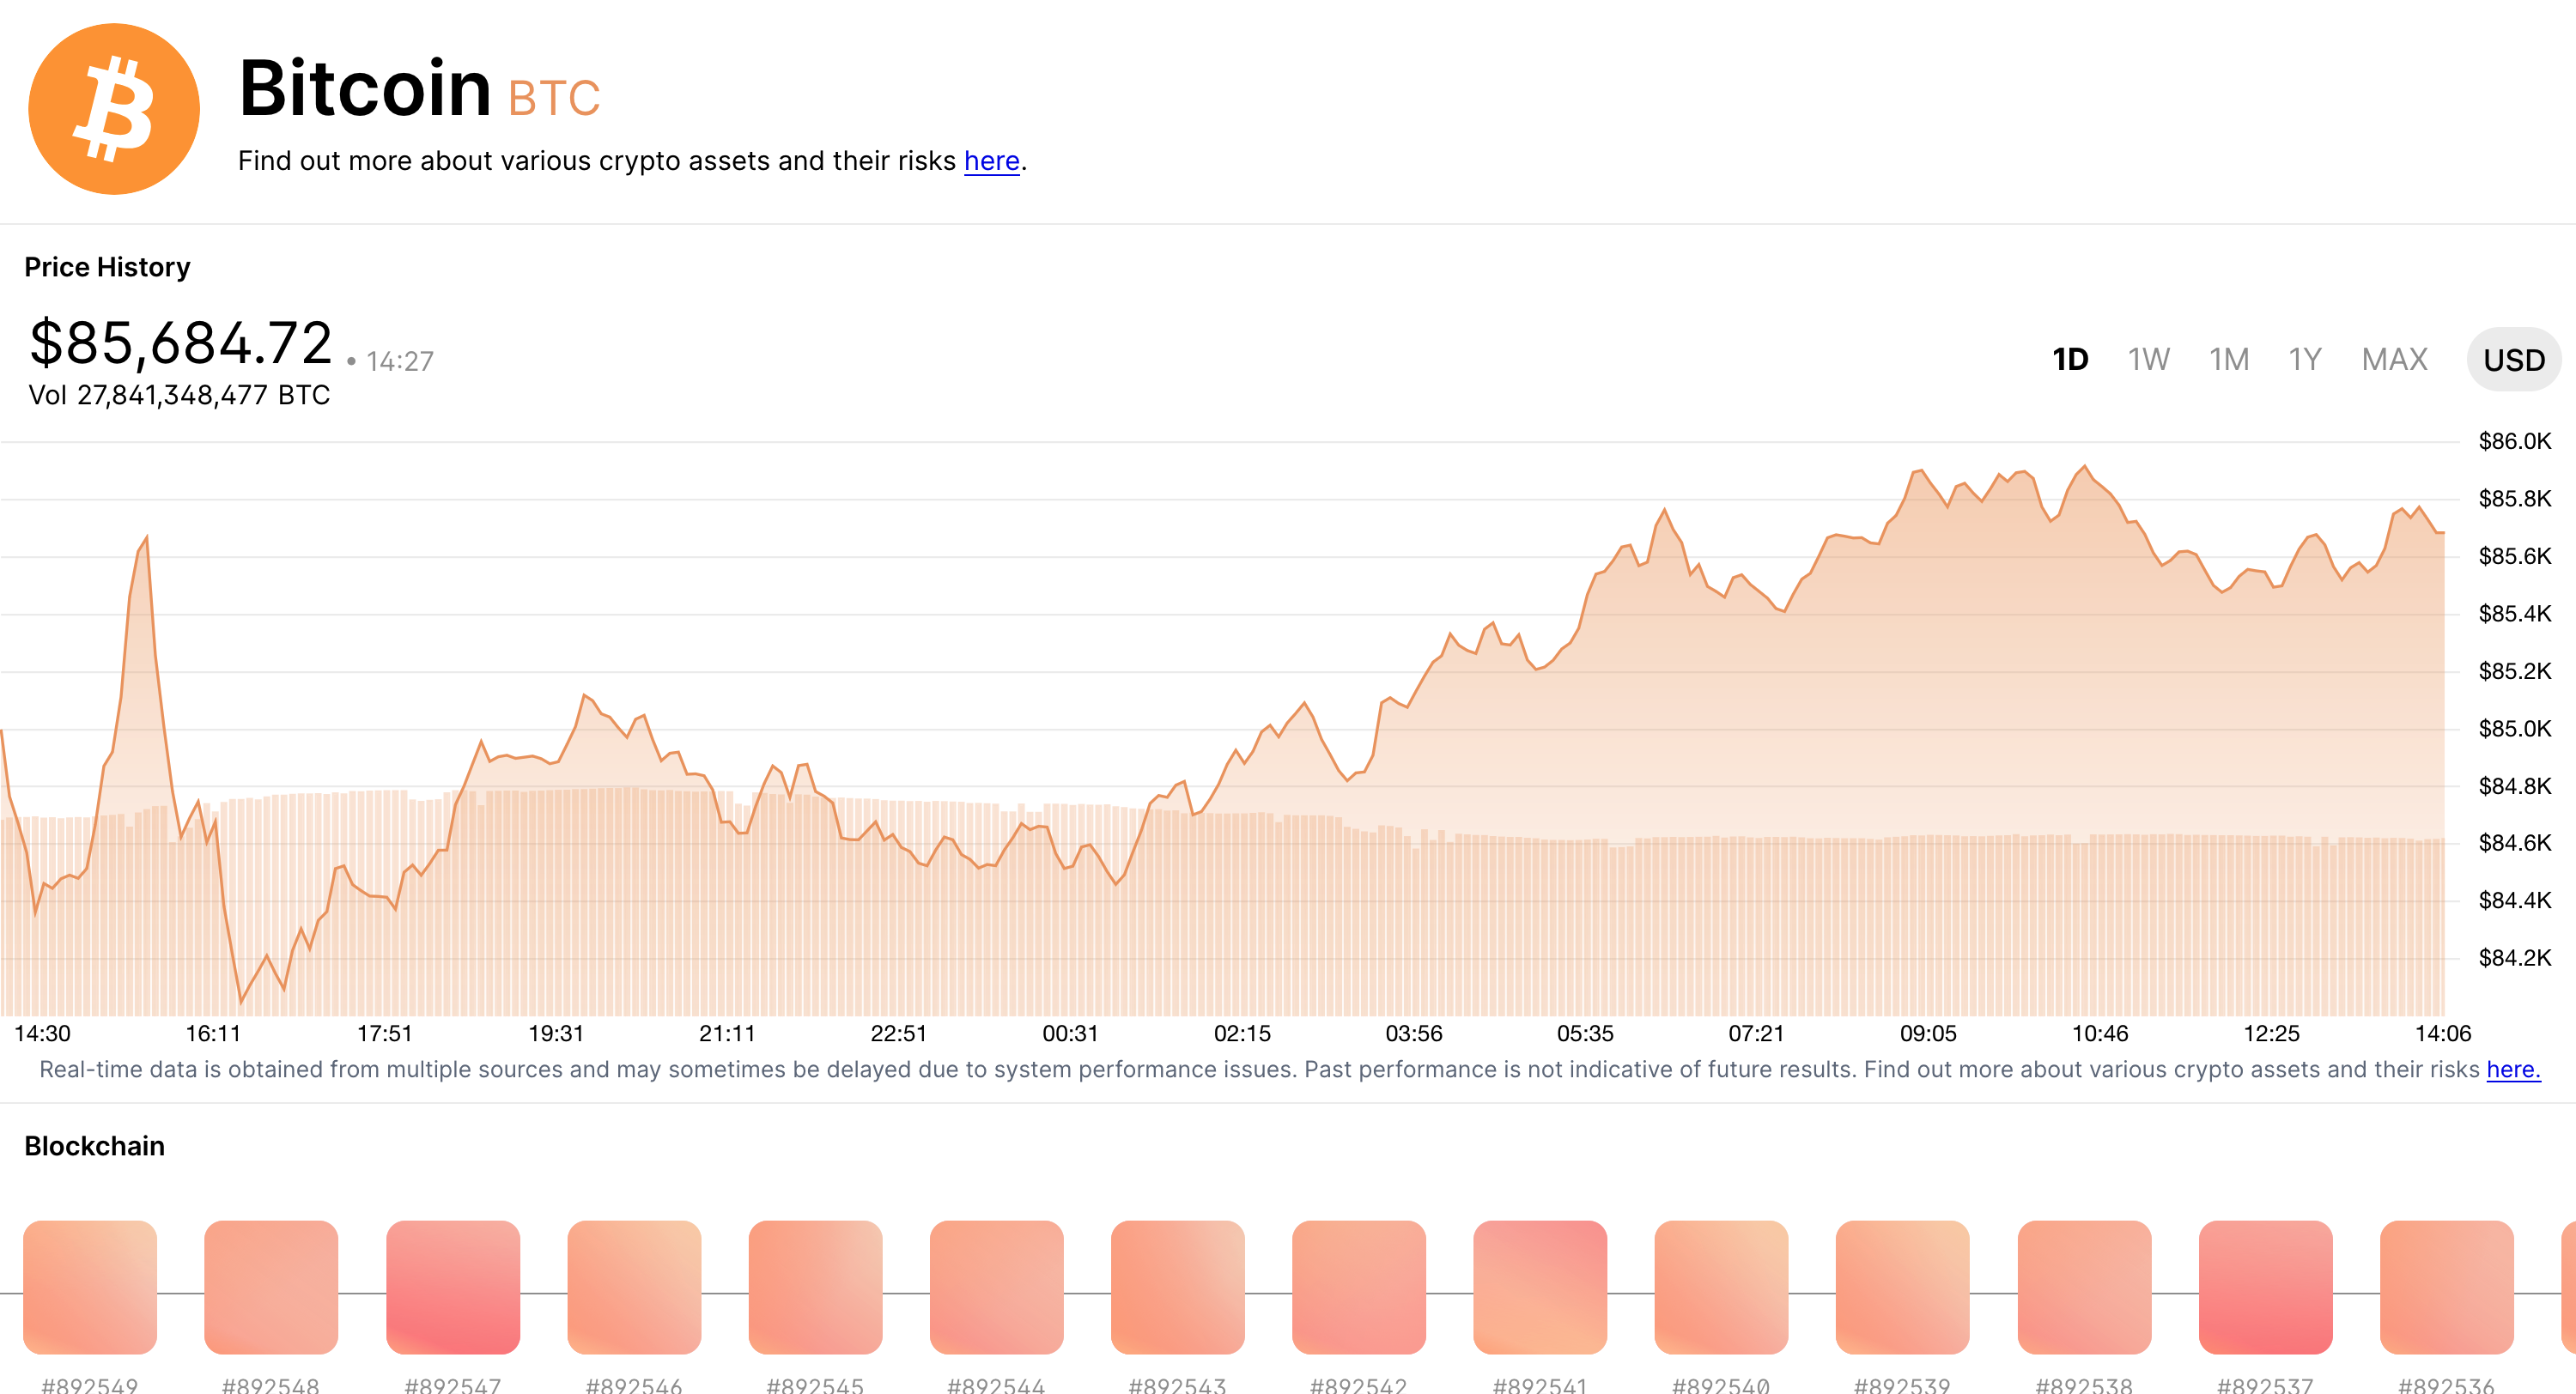 Bitcoin BTC
Find out more about various crypto assets and their risks here.
Price History
$85,684.72 • 14:27
Vol 27,841,348,477 BTC
1D 1W 1M 1Y MAX USD
$86.0K
$85.8K
$85.6K
$85.4K
$85.2K
$85.0K
$84.8K
$84.6K
$84.4K
$84.2K
14:30 16:11 17:51 19:31 21:11 22:51 00:31 02:15 03:56 05:35 07:21 09:05 10:46 12:25 14:06
Real-time data is obtained from multiple sources and may sometimes be delayed due to system performance issues. Past performance is not indicative of future results. Find out more about various crypto assets and their risks here.
Blockchain
#892549 #892548 #892547 #892546 #892545 #892544 #892543 #892542 #892541 #892540 #892539 #892538 #892537 #892536